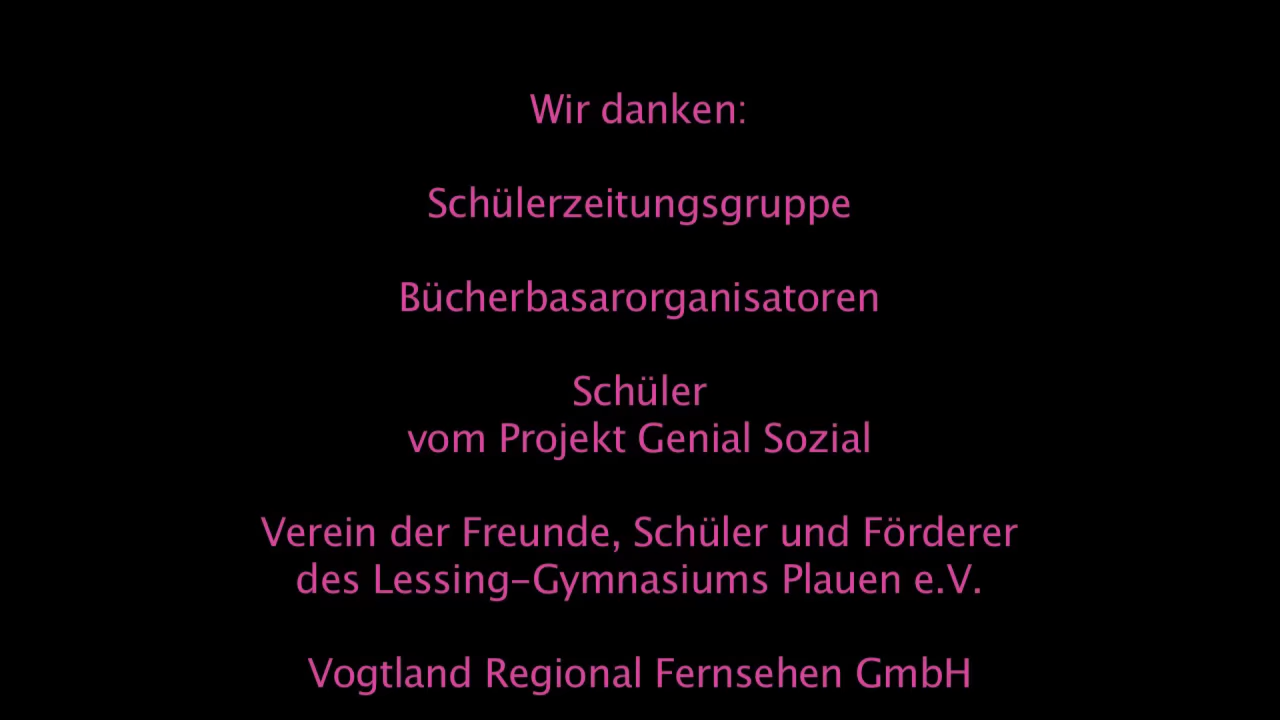 Wir danken:
Schülerzeitungsgruppe
Bücherbasarorganisatoren
Schüler
vom Projekt Genial Sozial
Verein der Freunde, Schüler und Förderer
des Lessing-Gymnasiums Plauen e.V.
Vogtland Regional Fernsehen GmbH